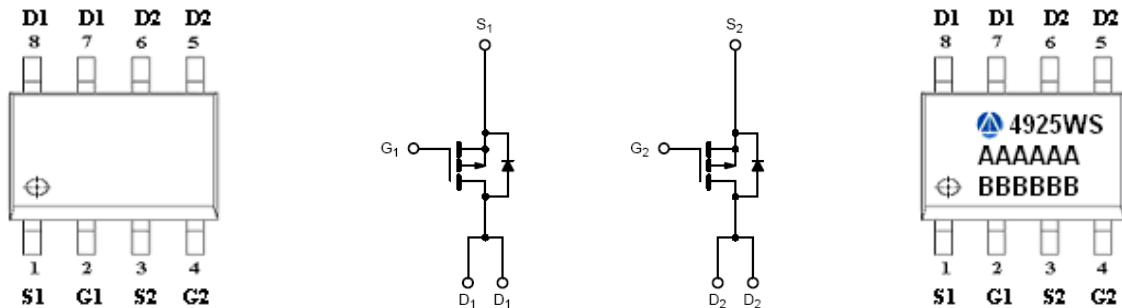 D1 D1 D2 D2
8 7 6 5
1 2 3 4
S1 G1 S2 G2
S1
G1
D1 D1
S2
G2
D2 D2
D1 D1 D2 D2
8 7 6 5
4925WS
AAAAAA
BBBBBB
1 2 3 4
S1 G1 S2 G2